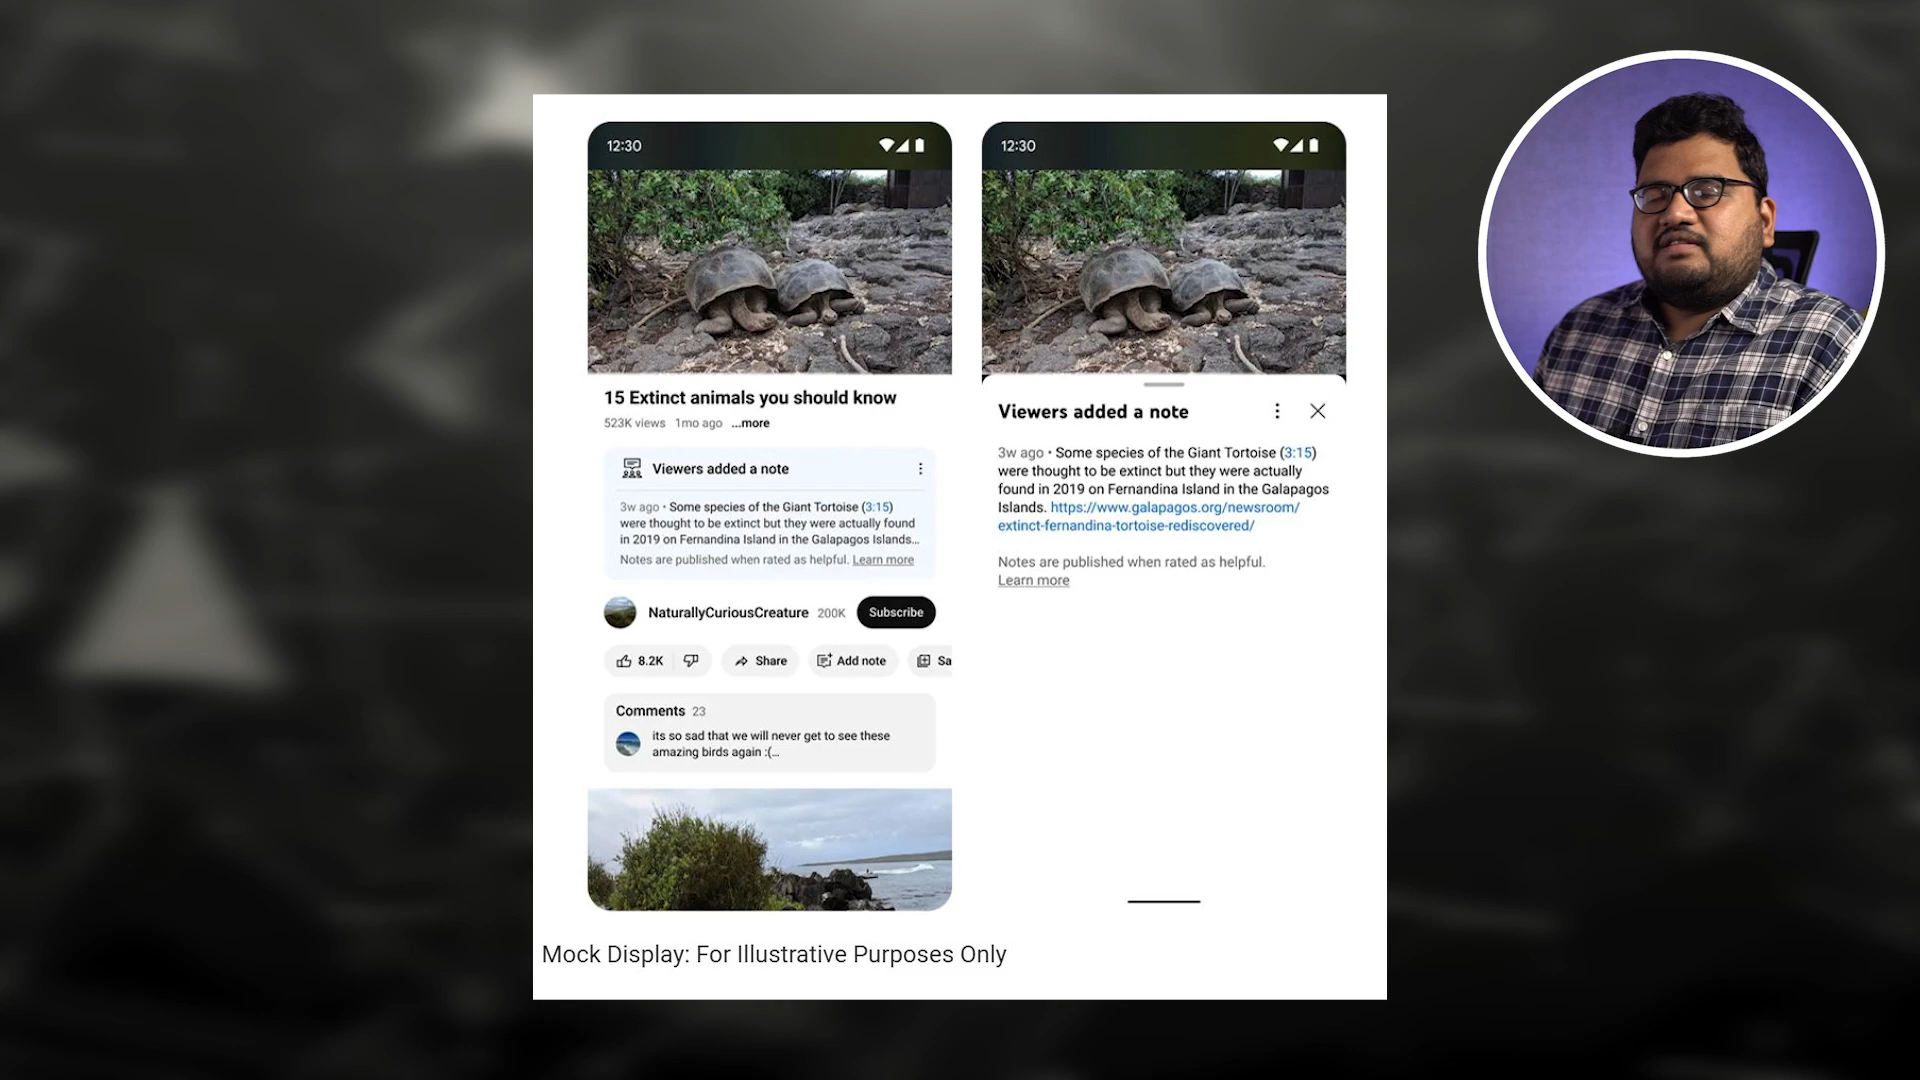 12:30
15 Extinct animals you should know
523K views 1mo ago ...more
Viewers added a note
3w ago • Some species of the Giant Tortoise (3:15)
were thought to be extinct but they were actually found
in 2019 on Fernandina Island in the Galapagos Islands...
Notes are published when rated as helpful. Learn more
NaturallyCuriousCreature 200K Subscribe
8.2K Share Add note Sa
Comments 23
its so sad that we will never get to see these
amazing birds again :(...
12:30
Viewers added a note
3w ago • Some species of the Giant Tortoise (3:15)
were thought to be extinct but they were actually
found in 2019 on Fernandina Island in the Galapagos
Islands. https://www.galapagos.org/newsroom/
extinct-fernandina-tortoise-rediscovered/
Notes are published when rated as helpful.
Learn more
Mock Display: For Illustrative Purposes Only